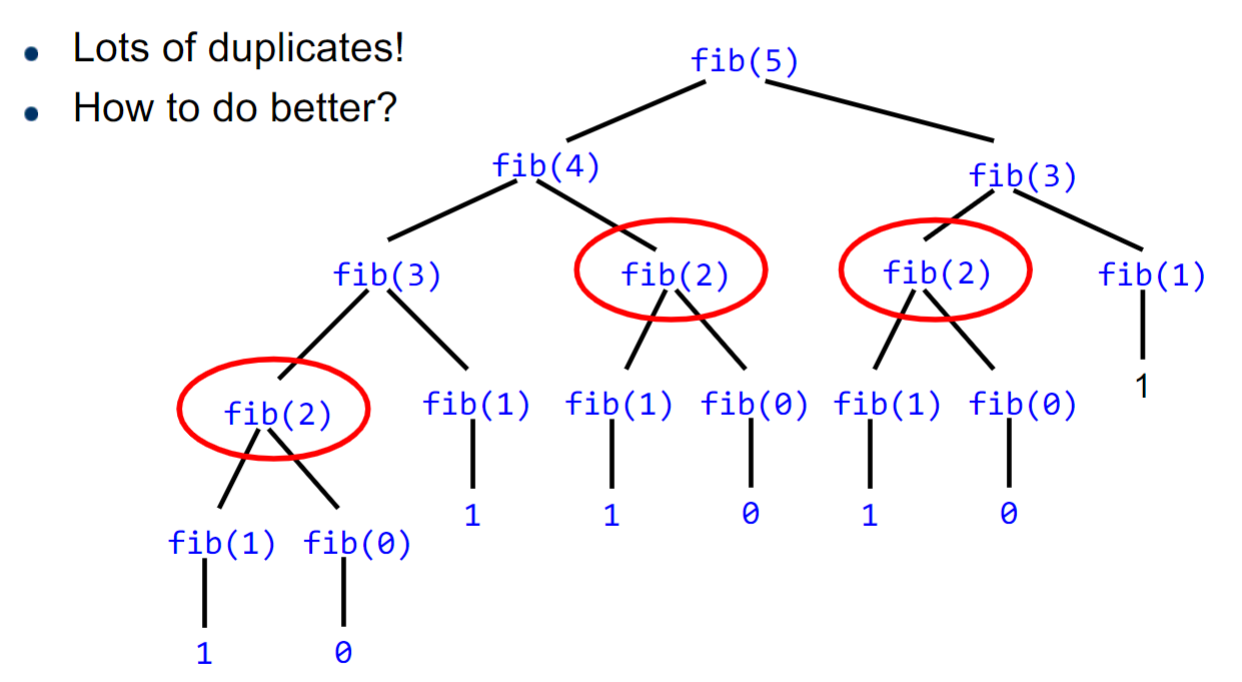 • Lots of duplicates!
• How to do better?
fib(5)
fib(4) fib(3)
fib(3) fib(2) fib(2) fib(1)
fib(2) fib(1) fib(1) fib(0) fib(1) fib(0) 1
1 1 0 1 0
fib(1) fib(0)
1 0